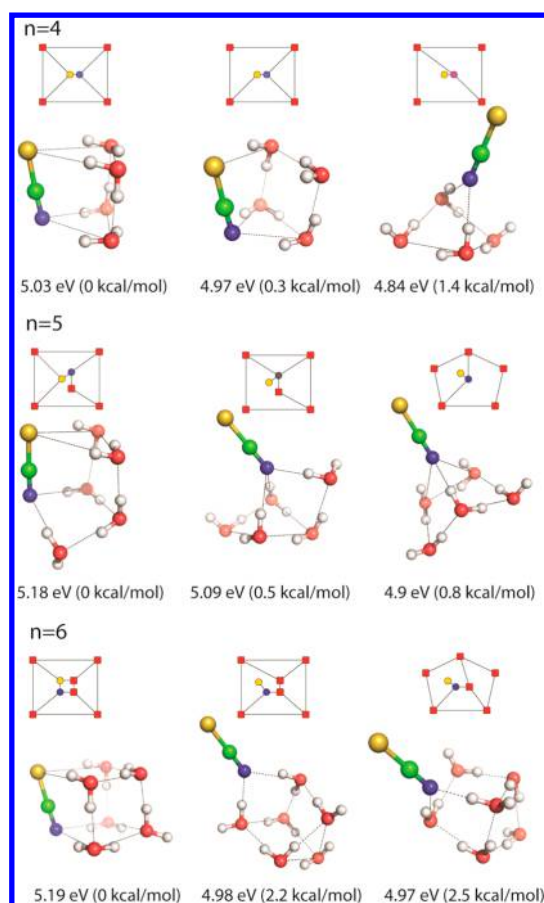 n=4
5.03 eV (0 kcal/mol) 4.97 eV (0.3 kcal/mol) 4.84 eV (1.4 kcal/mol)
n=5
5.18 eV (0 kcal/mol) 5.09 eV (0.5 kcal/mol) 4.9 eV (0.8 kcal/mol)
n=6
5.19 eV (0 kcal/mol) 4.98 eV (2.2 kcal/mol) 4.97 eV (2.5 kcal/mol)